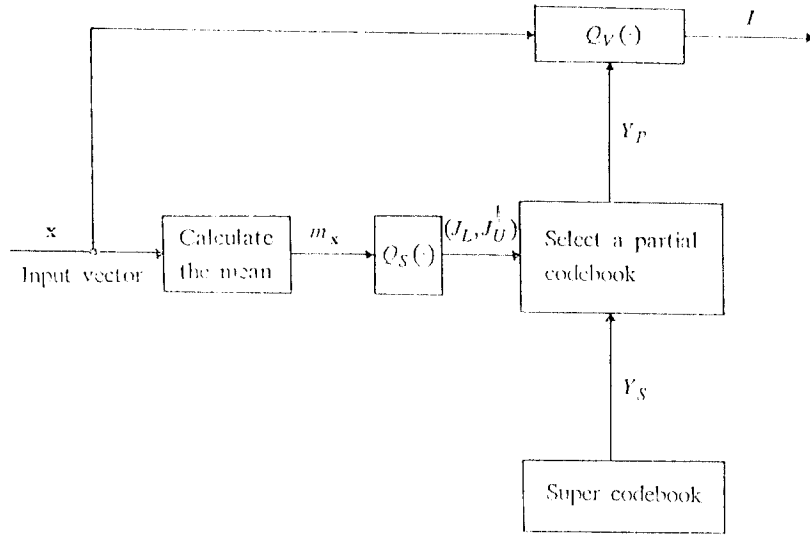 I
Q_V(·)
Y_P
x
Input vector
Calculate
the mean
m_x
Q_S(·)
(J_L, J_U)
Select a partial
codebook
Y_S
Super codebook